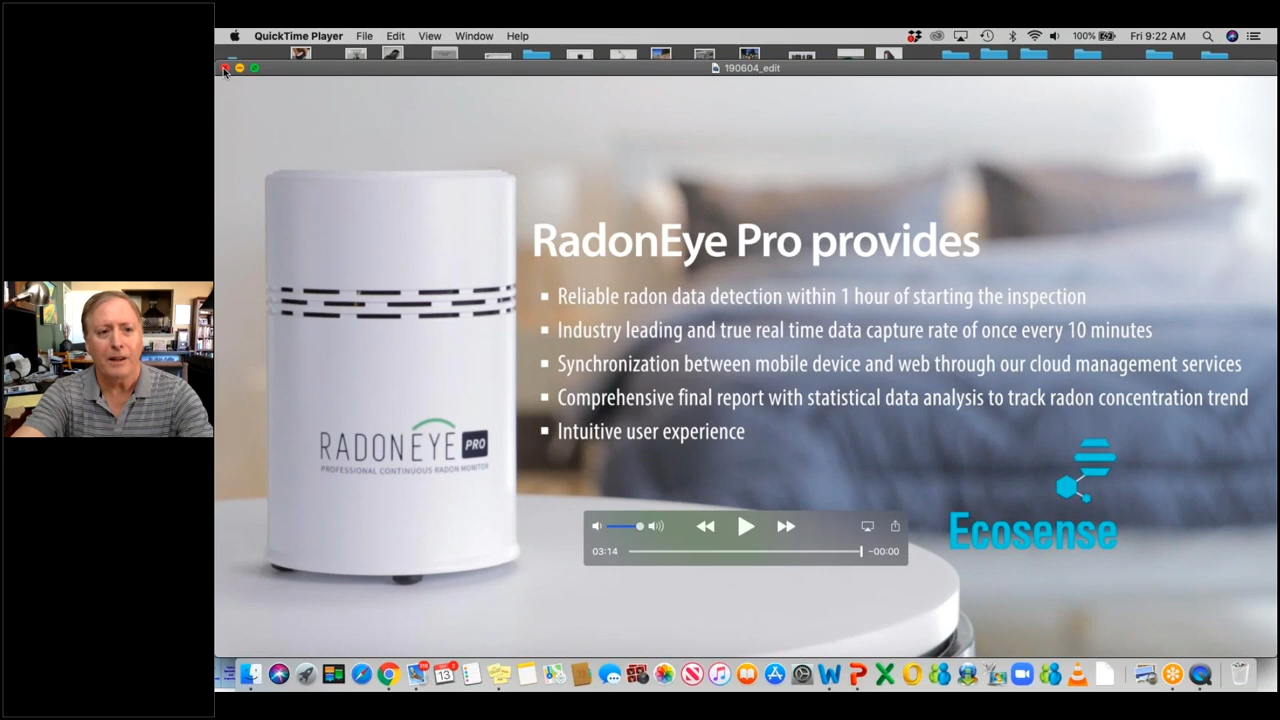 QuickTime Player File Edit View Window Help 100% Fri 9:22 AM
190604_edit
RadonEye Pro provides
▪ Reliable radon data detection within 1 hour of starting the inspection
▪ Industry leading and true real time data capture rate of once every 10 minutes
▪ Synchronization between mobile device and web through our cloud management services
▪ Comprehensive final report with statistical data analysis to track radon concentration trend
▪ Intuitive user experience
RADONEYE PRO
PROFESSIONAL CONTINUOUS RADON MONITOR
Ecosense
03:14 -00:00
13